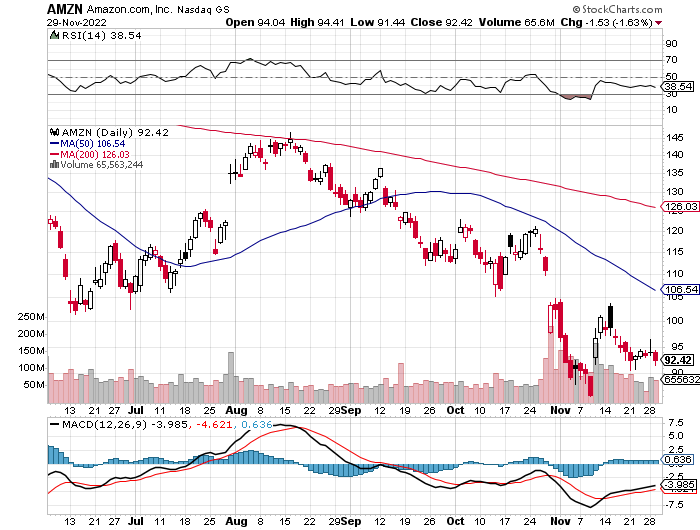 AMZN Amazon.com, Inc. Nasdaq GS © StockCharts.com
29-Nov-2022 Open 94.04 High 94.41 Low 91.44 Close 92.42 Volume 65.6M Chg -1.53 (-1.63%)
RSI(14) 38.54
90
70
50
38.54
30
10
AMZN (Daily) 92.42
MA(50) 106.54
MA(200) 126.03
Volume 65,563,244
145
140
135
130
126.03
125
120
115
110
106.54
105
100
95
92.42
90
655632
250M
200M
150M
100M
50M
13 21 27 Jul 11 18 25 Aug 8 15 22 Sep 12 19 26 Oct 10 17 24 Nov 7 14 21 28
MACD(12,26,9) -3.985, -4.621, 0.636
7.5
5.0
2.5
0.636
-3.985
-7.5
13 21 27 Jul 11 18 25 Aug 8 15 22 Sep 12 19 26 Oct 10 17 24 Nov 7 14 21 28